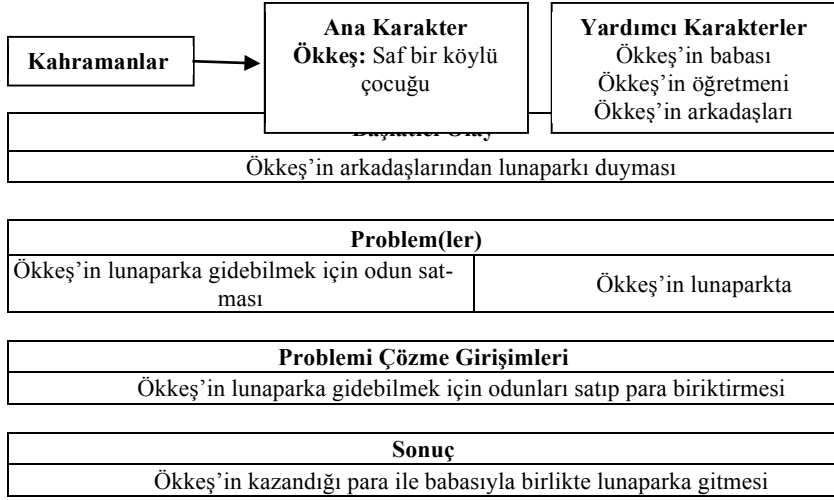 Kahramanlar
Ana Karakter
Ökkeş: Saf bir köylü
çocuğu
Yardımcı Karakterler
Ökkeş’in babası
Ökkeş’in öğretmeni
Ökkeş’in arkadaşları
Ökkeş’in arkadaşlarından lunaparkı duyması
Problem(ler)
Ökkeş’in lunaparka gidebilmek için odun sat-
ması
Ökkeş’in lunaparkta
Problemi Çözme Girişimleri
Ökkeş’in lunaparka gidebilmek için odunları satıp para biriktirmesi
Sonuç
Ökkeş’in kazandığı para ile babasıyla birlikte lunaparka gitmesi